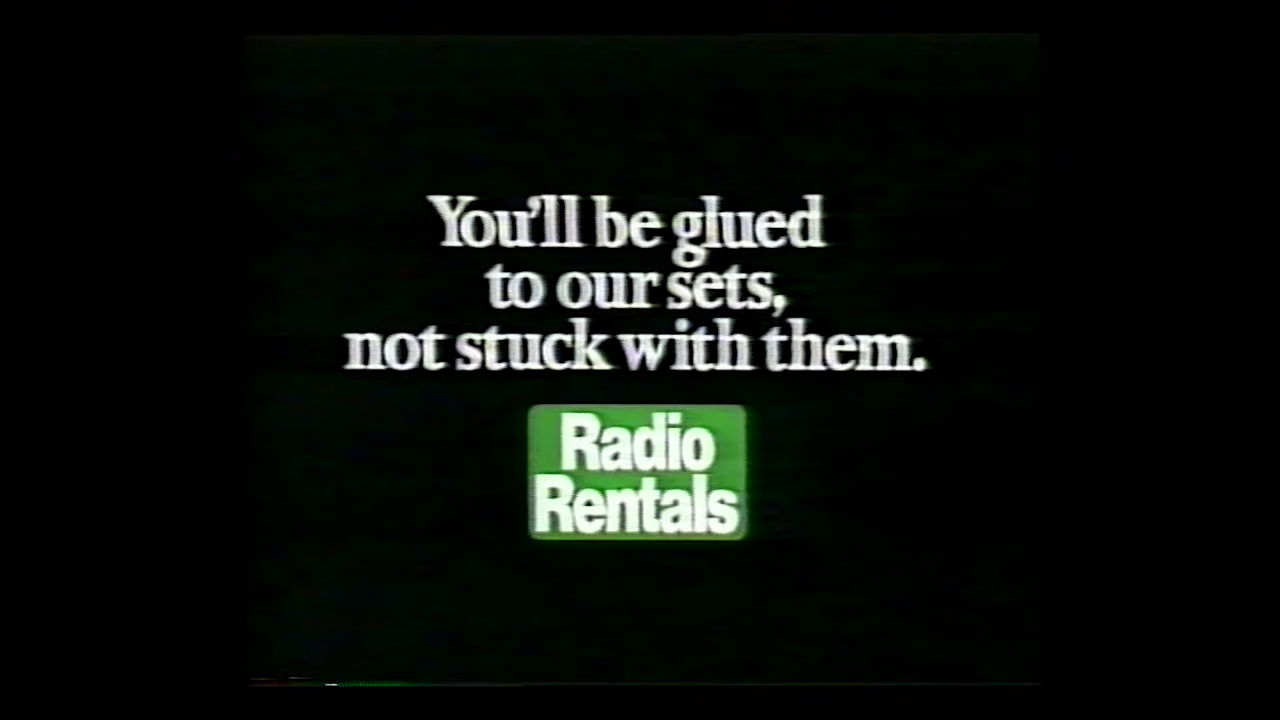 You'll be glued
to our sets,
not stuck with them.
Radio
Rentals